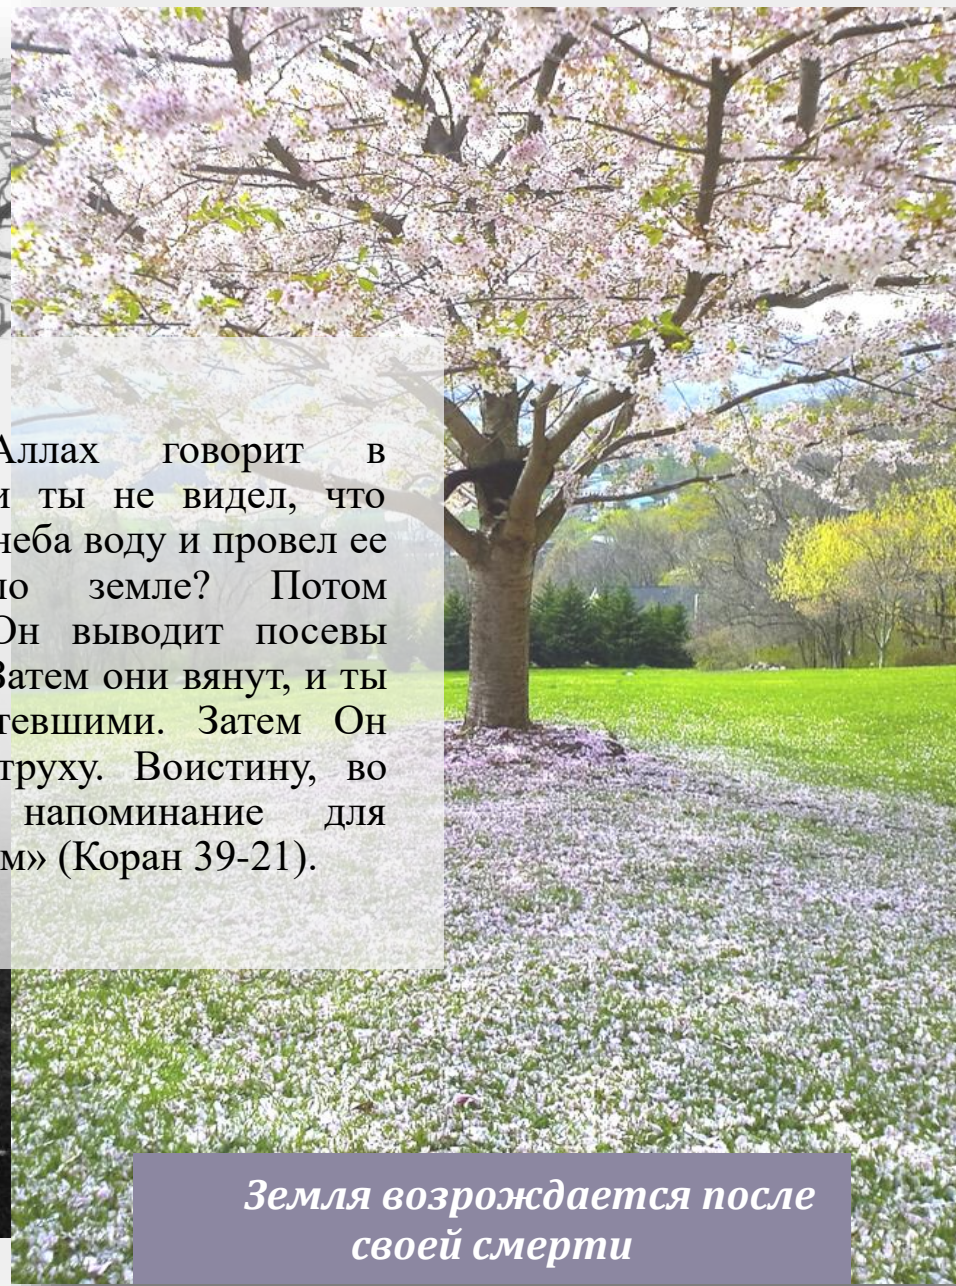 Аллах говорит в
ты не видел, что
неба воду и провел ее
по земле? Потом
Он выводит посевы
Затем они вянут, и ты
Затем Он
труху. Воистину, во
напоминание для
(Коран 39-21).
Земля возрождается после
своей смерти